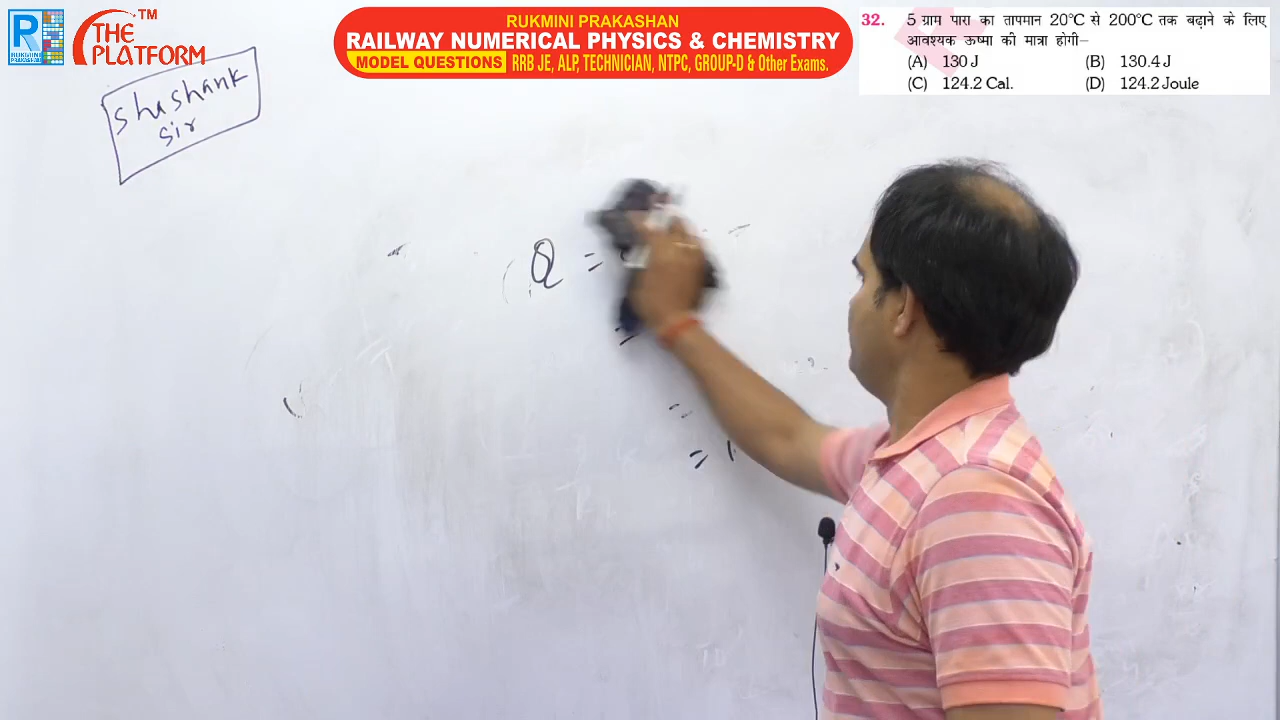 R
RUKMINI
PRAKASHAN
THE
PLATFORM
TM
RUKMINI PRAKASHAN
RAILWAY NUMERICAL PHYSICS & CHEMISTRY
MODEL QUESTIONS RRB JE, ALP, TECHNICIAN, NTPC, GROUP-D & Other Exams.
32. 5 ग्राम पारा का तापमान 20°C से 200°C तक बढ़ाने के लिए
आवश्यक ऊष्मा की मात्रा होगी–
(A) 130 J (B) 130.4 J
(C) 124.2 Cal. (D) 124.2 Joule
Shashank
Sir
Q =
=
=
=